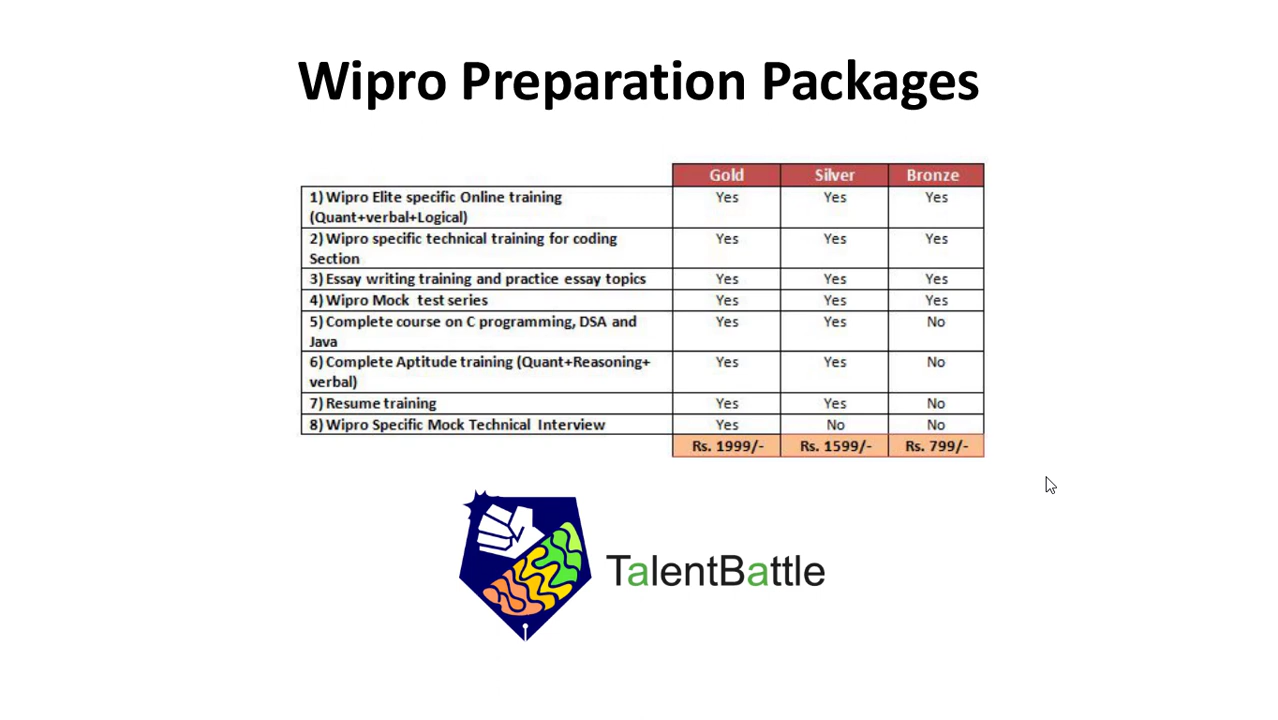 Wipro Preparation Packages
Gold Silver Bronze
1) Wipro Elite specific Online training Yes Yes Yes
(Quant+verbal+Logical)
2) Wipro specific technical training for coding Yes Yes Yes
Section
3) Essay writing training and practice essay topics Yes Yes Yes
4) Wipro Mock test series Yes Yes Yes
5) Complete course on C programming, DSA and Yes Yes No
Java
6) Complete Aptitude training (Quant+Reasoning+ Yes Yes No
verbal)
7) Resume training Yes Yes No
8) Wipro Specific Mock Technical Interview Yes No No
Rs. 1999/- Rs. 1599/- Rs. 799/-
TalentBattle